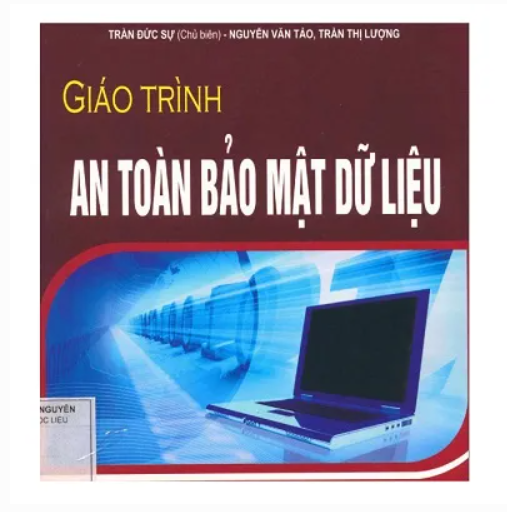 TRẦN ĐỨC SỰ (Chủ biên) - NGUYỄN VĂN TẢO, TRẦN THỊ LƯỢNG
GIÁO TRÌNH
AN TOÀN BẢO MẬT DỮ LIỆU
NGUYÊN
ỌC LIỆU